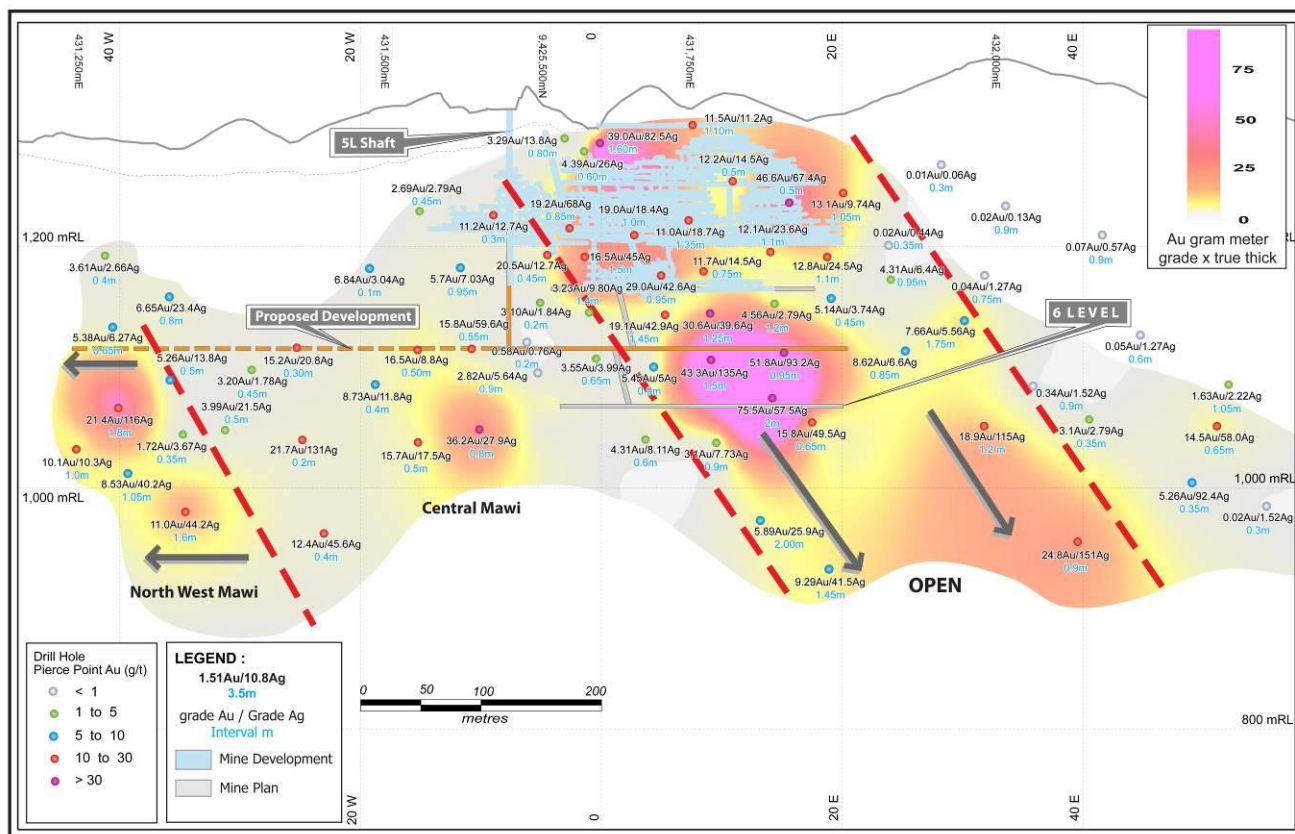 431,250mE
40 W
20 W
431,500mE
9,425,500mN
0
431,750mE
20 E
432,000mE
40 E
75
50
25
0
Au gram meter
grade x true thick
5L Shaft
3.29Au/13.8Ag
0.80m
39.0Au/82.5Ag
1.60m
11.5Au/11.2Ag
1.10m
4.39Au/26Ag
0.60m
12.2Au/14.5Ag
0.5m
46.6Au/67.4Ag
0.5m
13.1Au/9.74Ag
1.05m
0.01Au/0.06Ag
0.3m
2.69Au/2.79Ag
0.45m
11.2Au/12.7Ag
0.3m
19.2Au/68Ag
0.85m
19.0Au/18.4Ag
1.0m
11.0Au/18.7Ag
1.35m
12.1Au/23.6Ag
1.1m
0.02Au/0.13Ag
0.9m
0.02Au/0.44Ag
0.35m
0.07Au/0.57Ag
0.9m
1,200 mRL
RL
3.61Au/2.66Ag
0.4m
6.84Au/3.04Ag
0.1m
5.7Au/7.03Ag
0.95m
20.5Au/12.7Ag
0.45m
16.5Au/45Ag
1.5m
11.7Au/14.5Ag
0.75m
12.8Au/24.5Ag
1.1m
4.31Au/6.4Ag
0.95m
0.04Au/1.27Ag
0.75m
6.65Au/23.4Ag
0.8m
3.23Au/9.80Ag
1.4m
29.0Au/42.6Ag
0.95m
Proposed Development
3.10Au/1.84Ag
0.2m
19.1Au/42.9Ag
1.45m
30.6Au/39.6Ag
1.25m
4.56Au/2.79Ag
1.2m
5.14Au/3.74Ag
0.45m
6 LEVEL
5.38Au/6.27Ag
0.65m
15.8Au/59.6Ag
0.55m
7.66Au/5.56Ag
1.75m
0.05Au/1.27Ag
0.6m
5.26Au/13.8Ag
0.5m
15.2Au/20.8Ag
0.30m
16.5Au/8.8Ag
0.50m
0.58Au/0.76Ag
0.2m
3.55Au/3.99Ag
0.65m
5.45Au/5Ag
43.3Au/135Ag
1.5m
51.8Au/93.2Ag
0.95m
8.62Au/6.6Ag
0.85m
3.20Au/1.78Ag
0.45m
8.73Au/11.8Ag
0.4m
2.82Au/5.64Ag
0.9m
0.34Au/1.52Ag
0.9m
1.63Au/2.22Ag
1.05m
21.4Au/116Ag
1.8m
3.99Au/21.5Ag
0.5m
75.5Au/57.5Ag
2m
15.8Au/49.5Ag
0.65m
18.9Au/115Ag
1.2 m
3.1Au/2.79Ag
0.35m
14.5Au/58.0Ag
0.65m
1.72Au/3.67Ag
0.35m
21.7Au/131Ag
0.2m
15.7Au/17.5Ag
0.5m
36.2Au/27.9Ag
0.8m
4.31Au/8.11Ag
0.6m
3.1Au/7.73Ag
0.9m
10.1Au/10.3Ag
1.0m
8.53Au/40.2Ag
1.05m
1,000 mRL
1,000 mRL
5.26Au/92.4Ag
0.35m
0.02Au/1.52Ag
0.3m
11.0Au/44.2Ag
1.6m
Central Mawi
5.89Au/25.9Ag
2.00m
12.4Au/45.6Ag
0.4m
24.8Au/151Ag
0.9m
9.29Au/41.5Ag
1.45m
OPEN
North West Mawi
Drill Hole
Pierce Point Au (g/t)
< 1
1 to 5
5 to 10
10 to 30
> 30
LEGEND :
1.51Au/10.8Ag
3.5m
grade Au / Grade Ag
Interval m
Mine Development
Mine Plan
0 50 100 200
metres
800 mRL
20 W
0
20 E
40 E